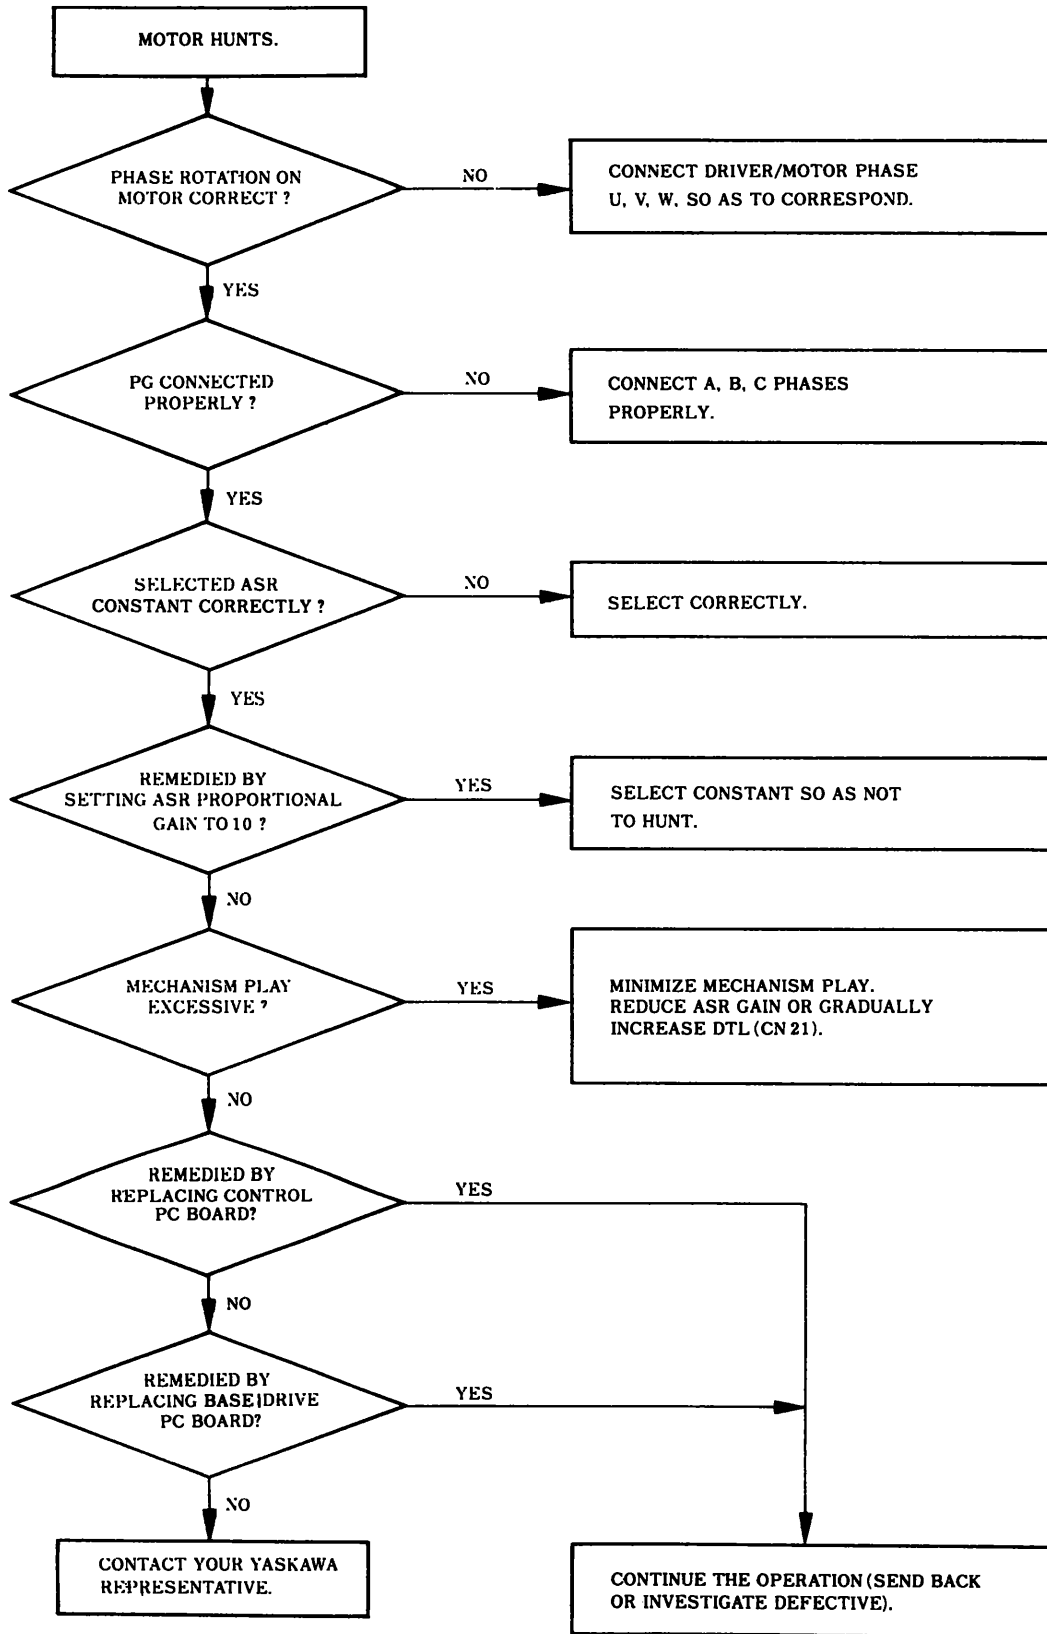 MOTOR HUNTS.
PHASE ROTATION ON
MOTOR CORRECT ?
NO
CONNECT DRIVER/MOTOR PHASE
U, V, W, SO AS TO CORRESPOND.
YES
PG CONNECTED
PROPERLY ?
NO
CONNECT A, B, C PHASES
PROPERLY.
YES
SELECTED ASR
CONSTANT CORRECTLY ?
NO
SELECT CORRECTLY.
YES
REMEDIED BY
SETTING ASR PROPORTIONAL
GAIN TO 10 ?
YES
SELECT CONSTANT SO AS NOT
TO HUNT.
NO
MECHANISM PLAY
EXCESSIVE ?
YES
MINIMIZE MECHANISM PLAY.
REDUCE ASR GAIN OR GRADUALLY
INCREASE DTL (CN 21).
NO
REMEDIED BY
REPLACING CONTROL
PC BOARD?
YES
NO
REMEDIED BY
REPLACING BASE DRIVE
PC BOARD?
YES
NO
CONTACT YOUR YASKAWA
REPRESENTATIVE.
CONTINUE THE OPERATION (SEND BACK
OR INVESTIGATE DEFECTIVE).